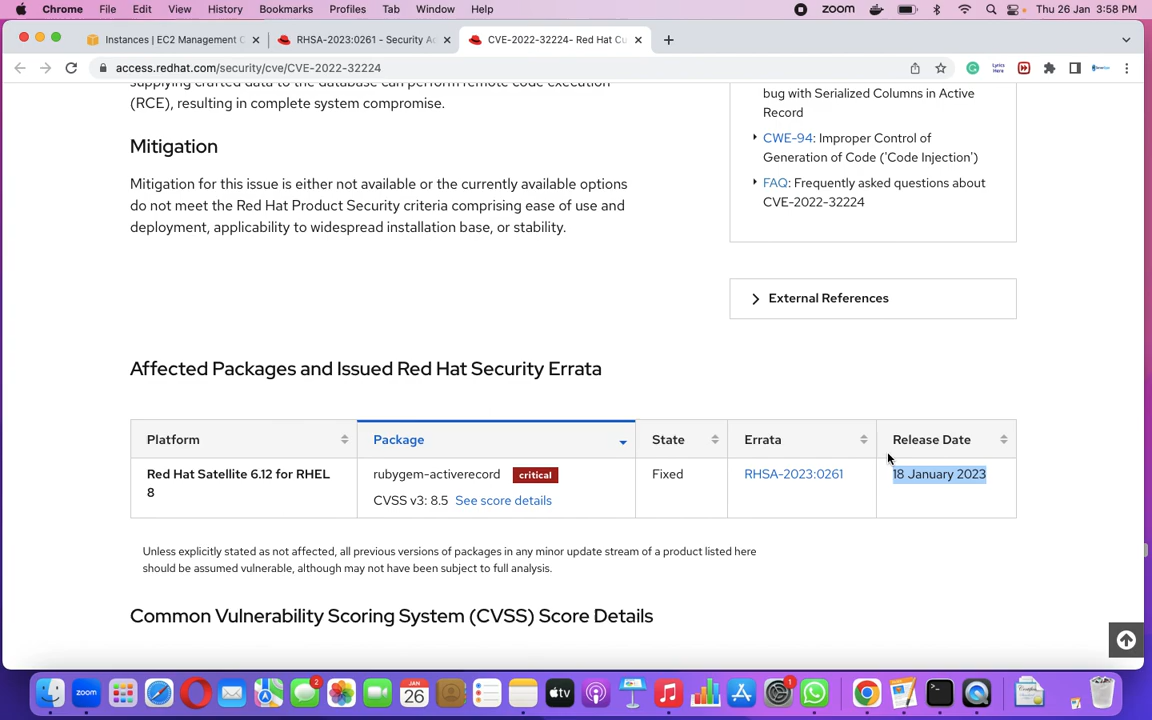 Chrome File Edit View History Bookmarks Profiles Tab Window Help zoom Thu 26 Jan 3:58 PM
Instances | EC2 Management C
RHSA-2023:0261 - Security A
CVE-2022-32224- Red Hat Cu
access.redhat.com/security/cve/CVE-2022-32224
supplying crafted data to the database can perform remote code execution
(RCE), resulting in complete system compromise.
Mitigation
Mitigation for this issue is either not available or the currently available options
do not meet the Red Hat Product Security criteria comprising ease of use and
deployment, applicability to widespread installation base, or stability.
bug with Serialized Columns in Active
Record
CWE-94: Improper Control of
Generation of Code ('Code Injection')
FAQ: Frequently asked questions about
CVE-2022-32224
External References
Affected Packages and Issued Red Hat Security Errata
Platform Package State Errata Release Date
Red Hat Satellite 6.12 for RHEL
8
rubygem-activerecord critical
CVSS v3: 8.5 See score details
Fixed
RHSA-2023:0261
18 January 2023
Unless explicitly stated as not affected, all previous versions of packages in any minor update stream of a product listed here
should be assumed vulnerable, although may not have been subject to full analysis.
Common Vulnerability Scoring System (CVSS) Score Details
zoom
2
JAN
26
tv
1